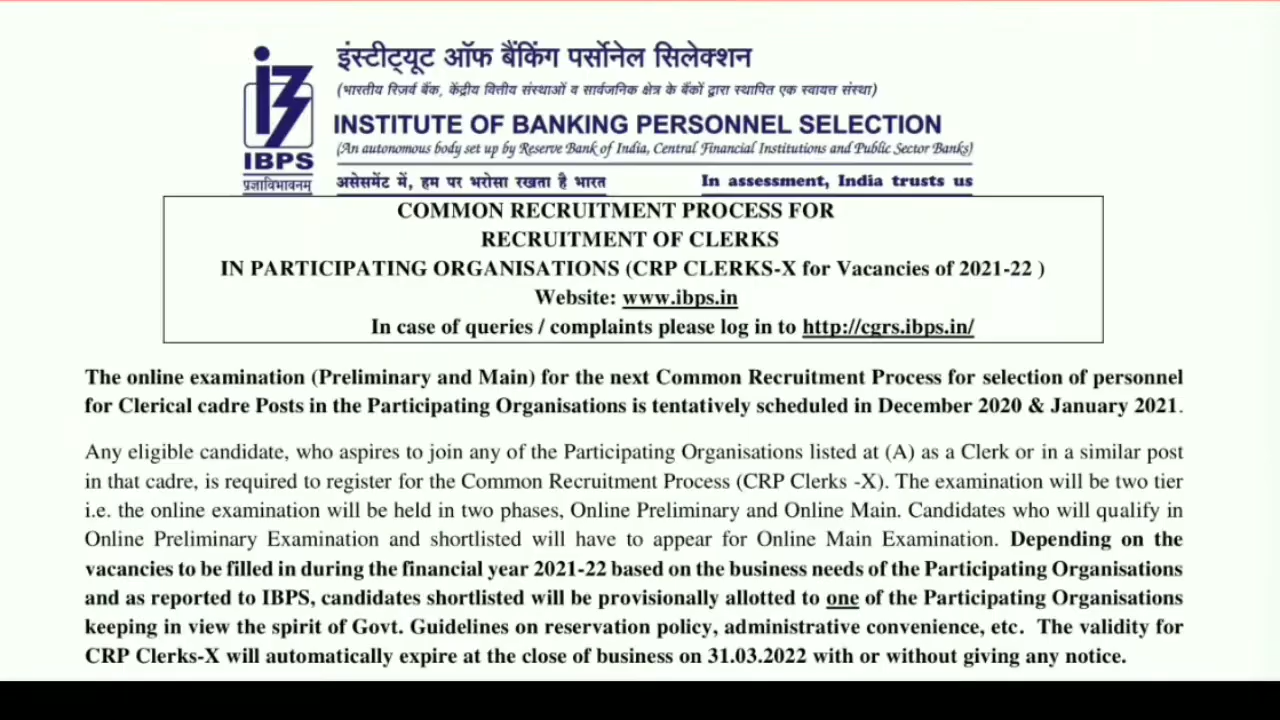 इंस्टीट्यूट ऑफ बैंकिंग पर्सोनेल सिलेक्शन
(भारतीय रिजर्व बैंक, केंद्रीय वित्तीय संस्थाओं व सार्वजनिक क्षेत्र के बैंकों द्वारा स्थापित एक स्वायत्त संस्था)
INSTITUTE OF BANKING PERSONNEL SELECTION
(An autonomous body set up by Reserve Bank of India, Central Financial Institutions and Public Sector Banks)
IBPS
प्रज्ञाविभावनम्
असेसमेंट में, हम पर भरोसा रखता है भारत In assessment, India trusts us
COMMON RECRUITMENT PROCESS FOR
RECRUITMENT OF CLERKS
IN PARTICIPATING ORGANISATIONS (CRP CLERKS-X for Vacancies of 2021-22 )
Website: www.ibps.in
In case of queries / complaints please log in to http://cgrs.ibps.in/
The online examination (Preliminary and Main) for the next Common Recruitment Process for selection of personnel
for Clerical cadre Posts in the Participating Organisations is tentatively scheduled in December 2020 & January 2021.
Any eligible candidate, who aspires to join any of the Participating Organisations listed at (A) as a Clerk or in a similar post
in that cadre, is required to register for the Common Recruitment Process (CRP Clerks -X). The examination will be two tier
i.e. the online examination will be held in two phases, Online Preliminary and Online Main. Candidates who will qualify in
Online Preliminary Examination and shortlisted will have to appear for Online Main Examination. Depending on the
vacancies to be filled in during the financial year 2021-22 based on the business needs of the Participating Organisations
and as reported to IBPS, candidates shortlisted will be provisionally allotted to one of the Participating Organisations
keeping in view the spirit of Govt. Guidelines on reservation policy, administrative convenience, etc. The validity for
CRP Clerks-X will automatically expire at the close of business on 31.03.2022 with or without giving any notice.